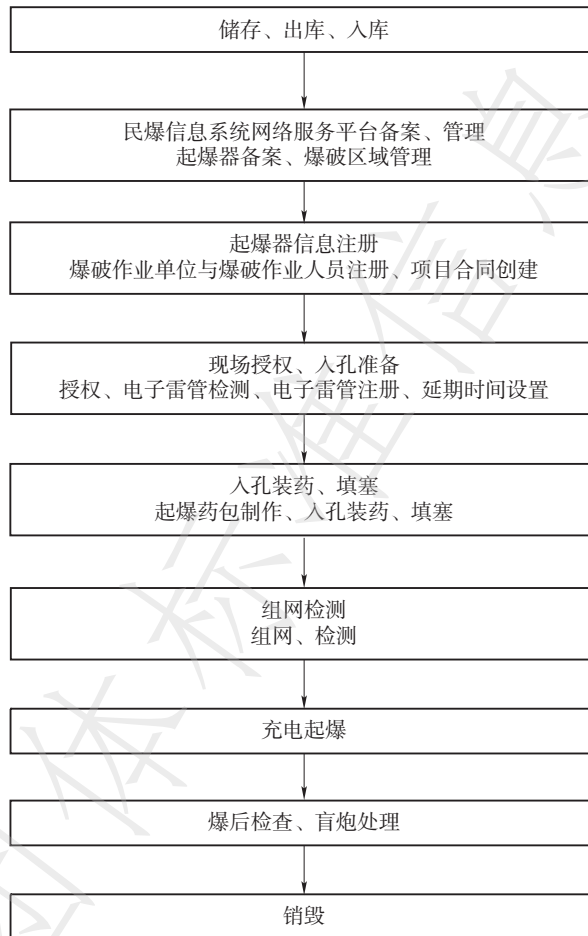 储存、出库、入库
民爆信息系统网络服务平台备案、管理
起爆器备案、爆破区域管理
起爆器信息注册
爆破作业单位与爆破作业人员注册、项目合同创建
现场授权、入孔准备
授权、电子雷管检测、电子雷管注册、延期时间设置
入孔装药、填塞
起爆药包制作、入孔装药、填塞
组网检测
组网、检测
充电起爆
爆后检查、盲炮处理
销毁
团体标准信息